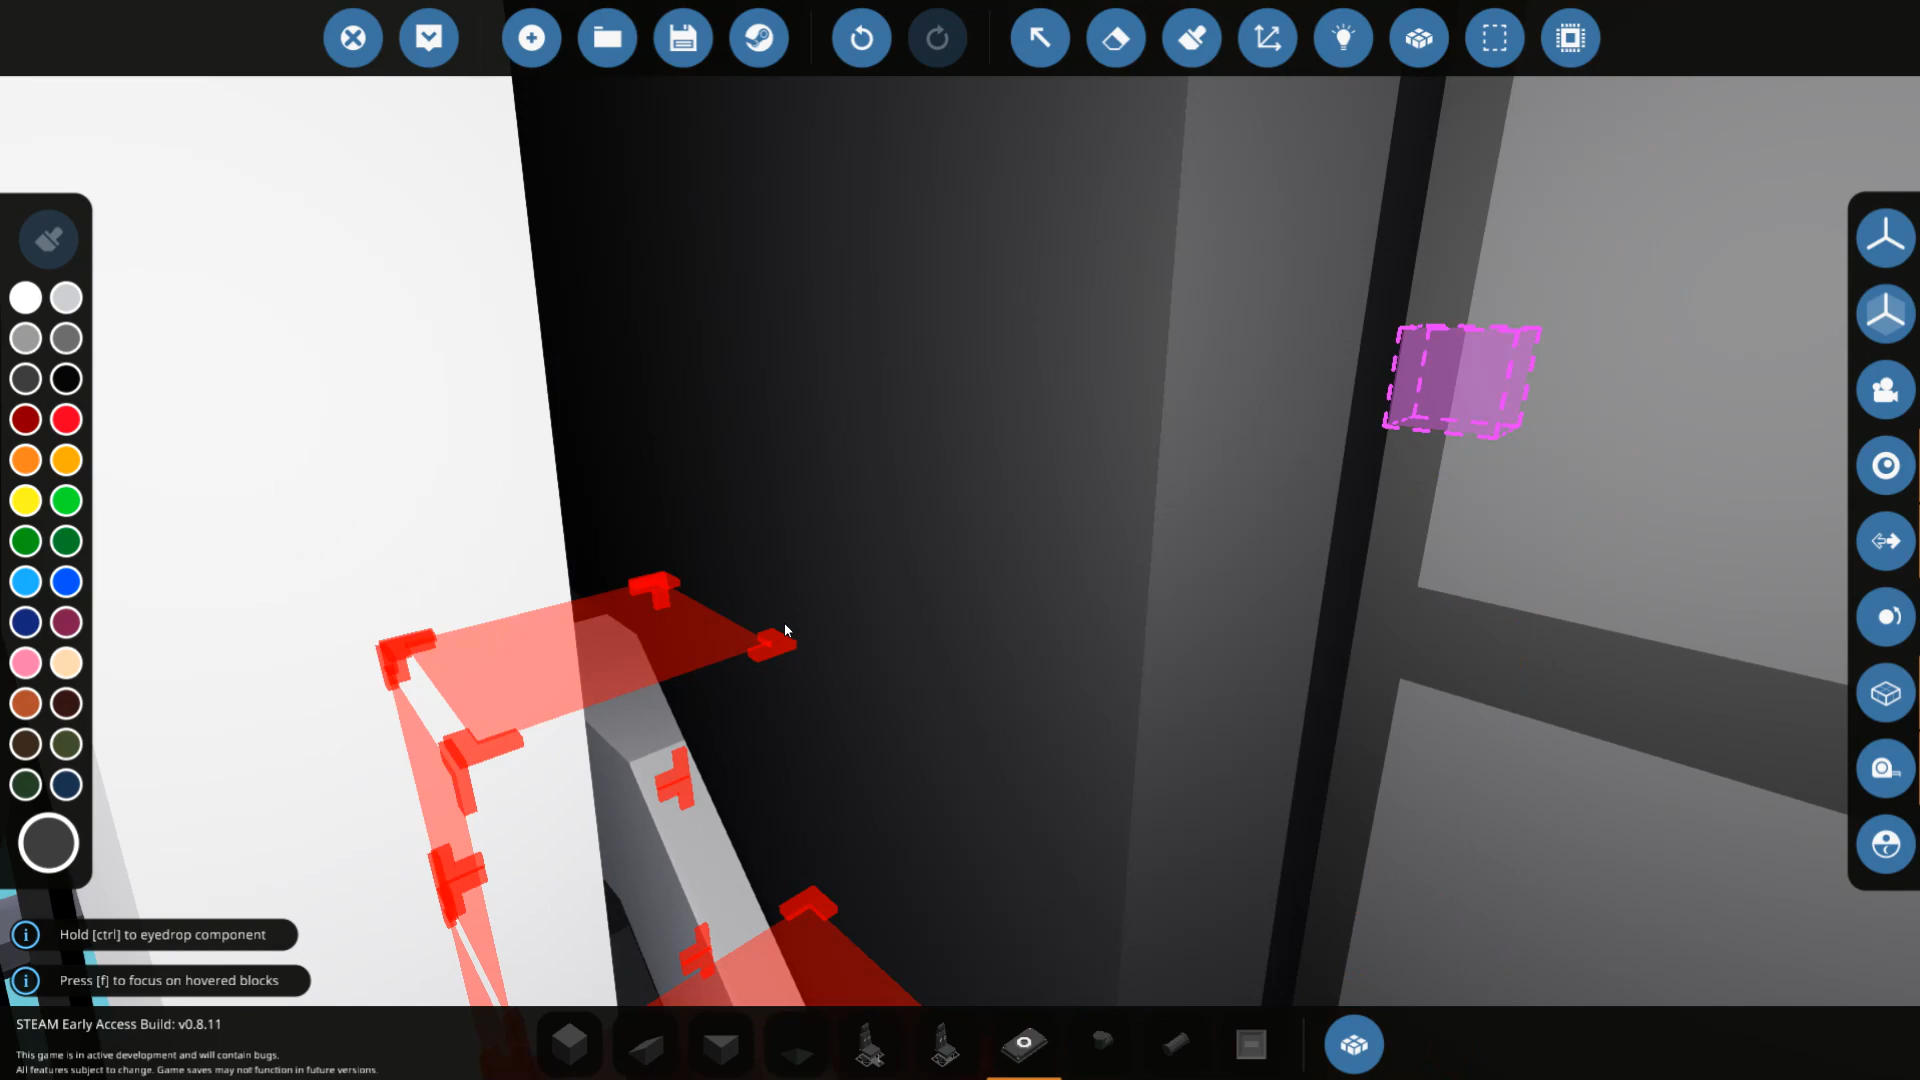 Hold [ctrl] to eyedrop component
Press [f] to focus on hovered blocks
STEAM Early Access Build: v0.8.11
This game is in active development and will contain bugs.
All features subject to change. Game saves may not function in future versions.